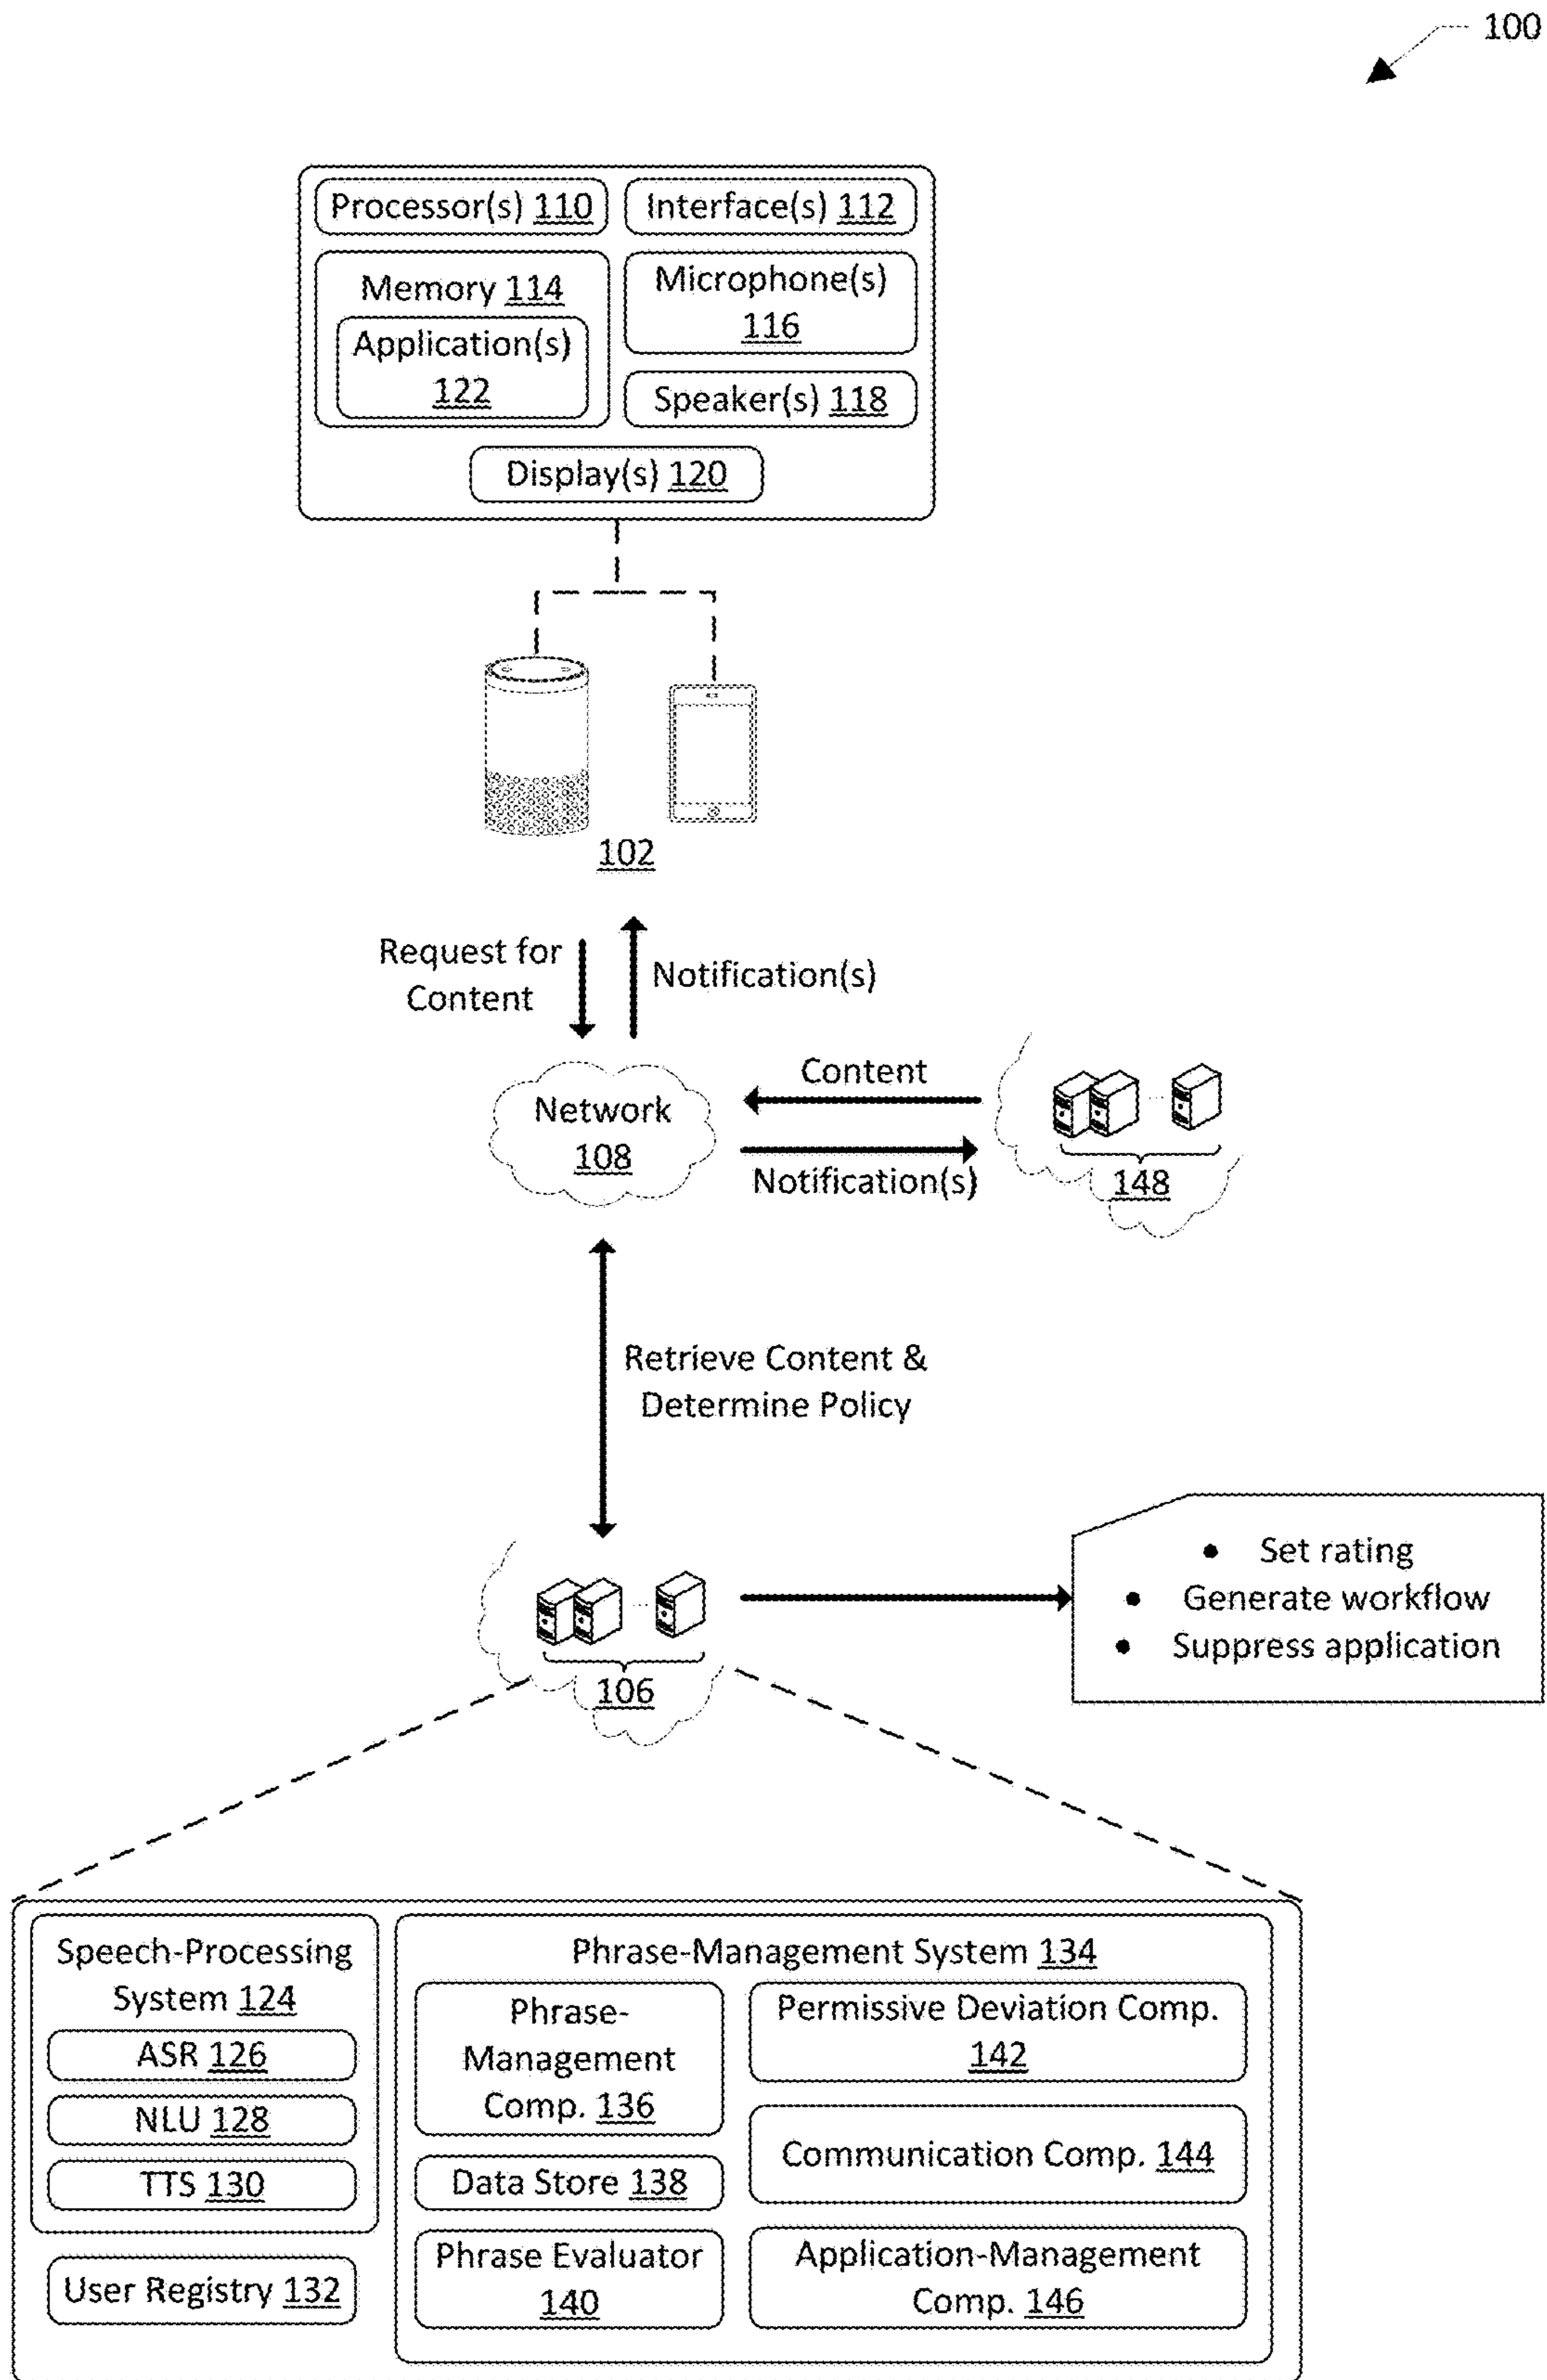 100
Processor(s) 110
Interface(s) 112
Memory 114
Application(s)
122
Microphone(s)
116
Speaker(s) 118
Display(s) 120
102
Request for
Content
Notification(s)
Network
108
Content
Notification(s)
148
Retrieve Content &
Determine Policy
106
• Set rating
• Generate workflow
• Suppress application
Speech-Processing
System 124
ASR 126
NLU 128
TTS 130
User Registry 132
Phrase-Management System 134
Phrase-
Management
Comp. 136
Data Store 138
Phrase Evaluator
140
Permissive Deviation Comp.
142
Communication Comp. 144
Application-Management
Comp. 146